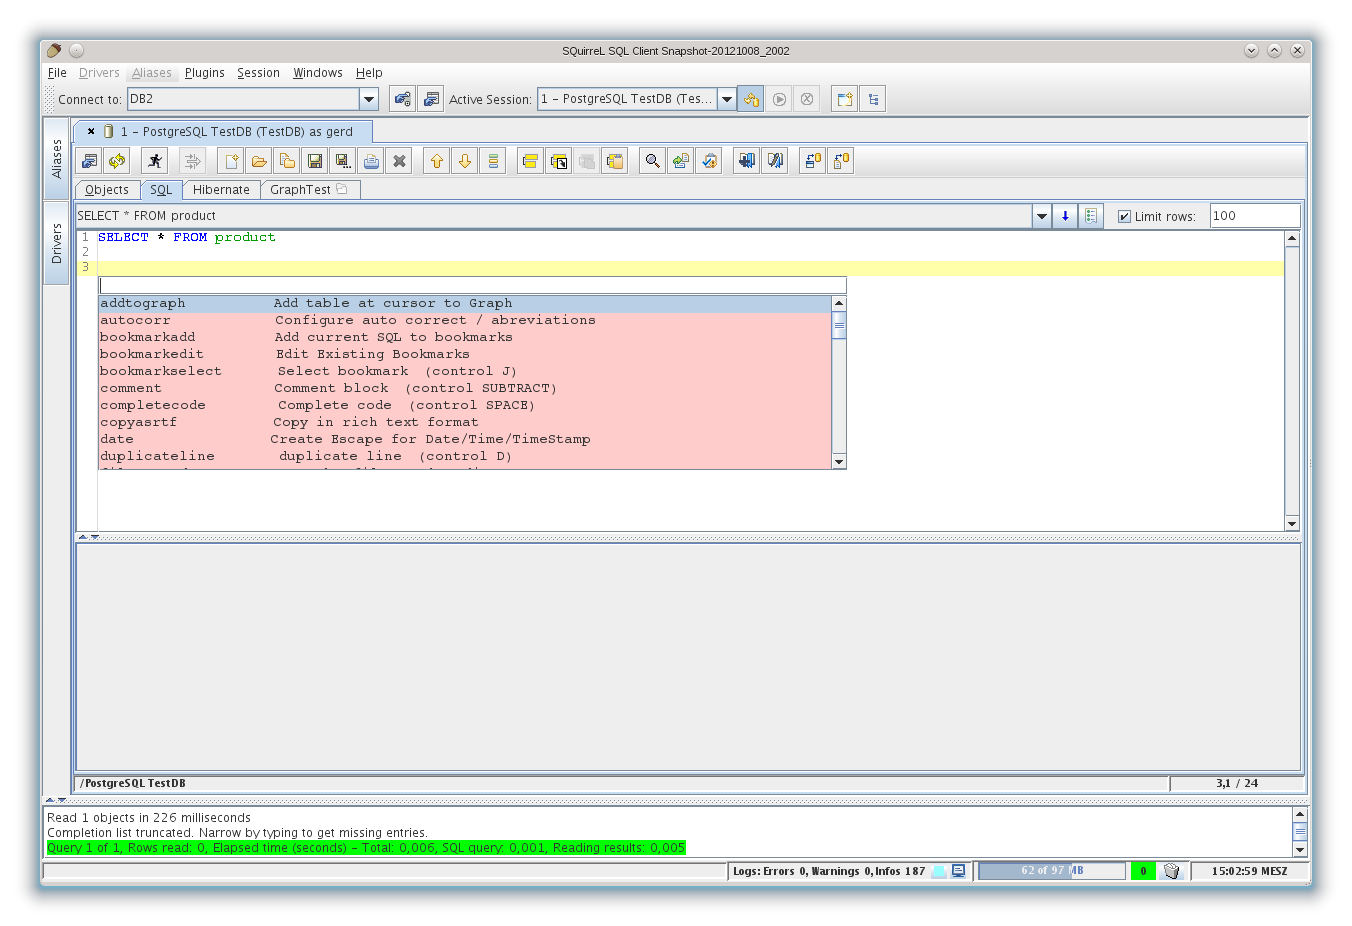 SQuirreL SQL Client Snapshot-20121008_2002
File Drivers Aliases Plugins Session Windows Help
Connect to: DB2 Active Session: 1 – PostgreSQL TestDB (Tes...
Aliases
Drivers
1 – PostgreSQL TestDB (TestDB) as gerd
Objects SQL Hibernate GraphTest
SELECT * FROM product Limit rows: 100
1 SELECT * FROM product
2
3
addtograph Add table at cursor to Graph
autocorr Configure auto correct / abreviations
bookmarkadd Add current SQL to bookmarks
bookmarkedit Edit Existing Bookmarks
bookmarkselect Select bookmark (control J)
comment Comment block (control SUBTRACT)
completecode Complete code (control SPACE)
copyasrtf Copy in rich text format
date Create Escape for Date/Time/TimeStamp
duplicateline duplicate line (control D)
/PostgreSQL TestDB 3,1 / 24
Read 1 objects in 226 milliseconds
Completion list truncated. Narrow by typing to get missing entries.
Query 1 of 1, Rows read: 0, Elapsed time (seconds) – Total: 0,006, SQL query: 0,001, Reading results: 0,005
Logs: Errors 0, Warnings 0, Infos 187 62 of 97 MB 0 15:02:59 MESZ